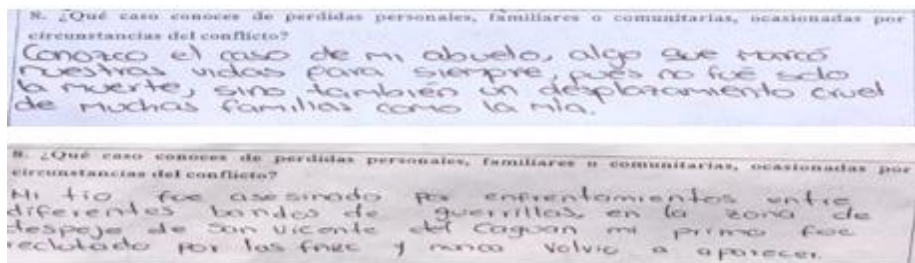 8. ¿Qué caso conoces de perdidas personales, familiares o comunitarias, ocasionadas por
circunstancias del conflicto?
Conozco el caso de mi abuelo, algo que marcó
nuestras vidas para siempre, pues no fué solo
la muerte, sino también un desplazamiento cruel
de muchas familias como la mía.
8. ¿Qué caso conoces de perdidas personales, familiares o comunitarias, ocasionadas por
circunstancias del conflicto?
Mi tío fue asesinado por enfrentamientos entre
diferentes bandos de guerrillas, en la zona de
despeje de San Vicente del Caguan mi primo fue
reclutado por las farc y nunca volvio a aparecer.